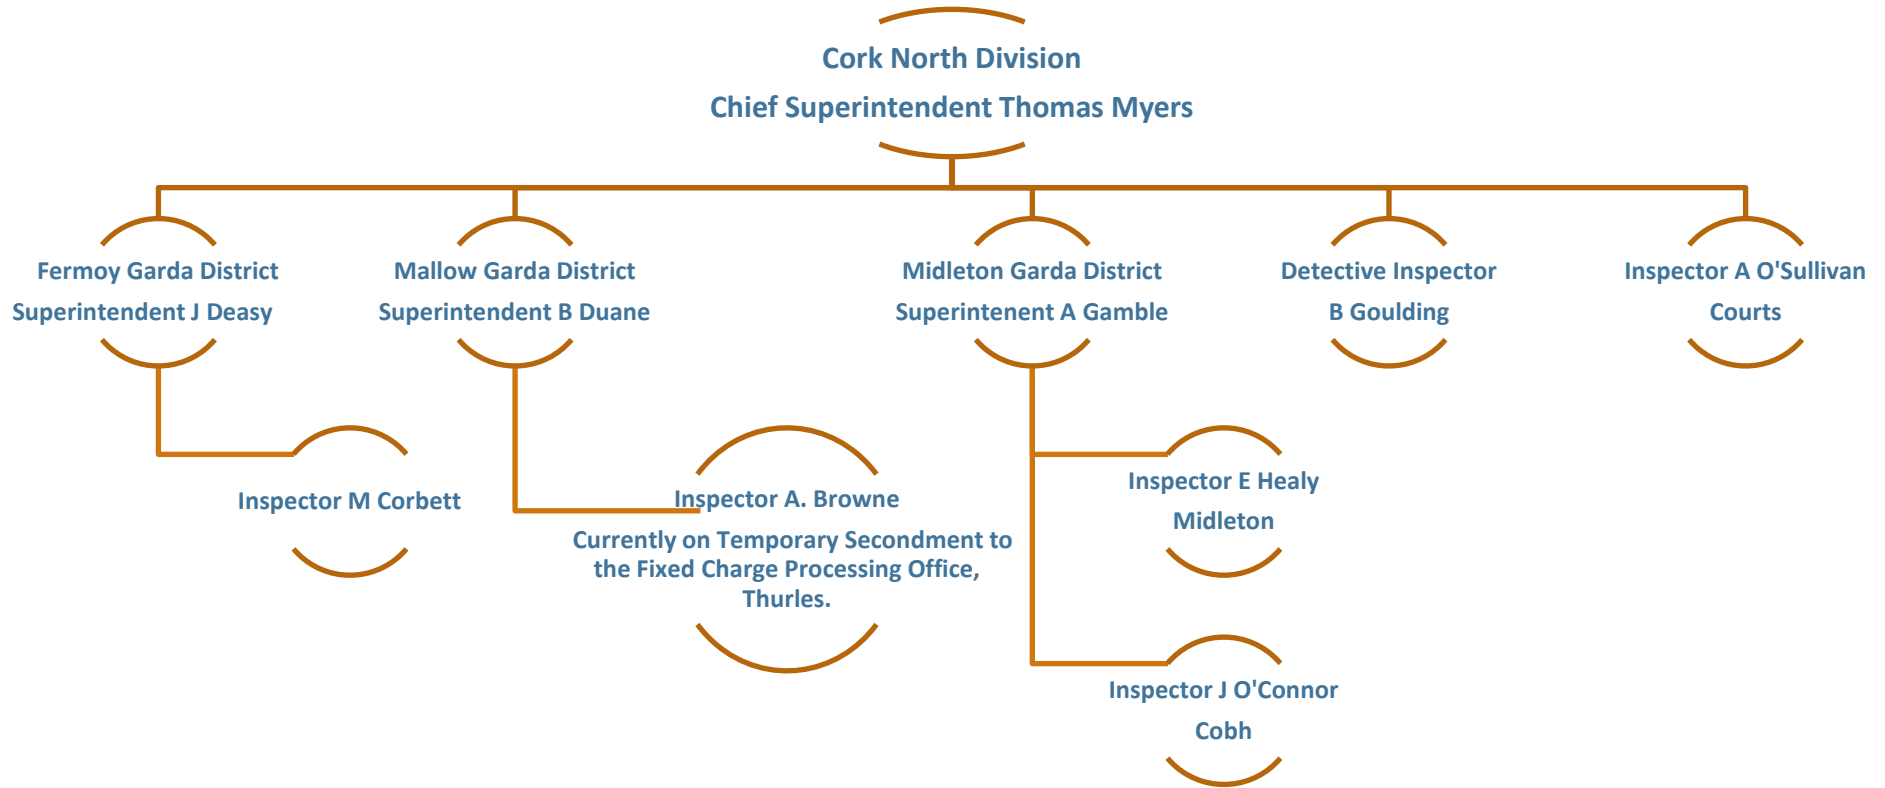 Cork North Division
Chief Superintendent Thomas Myers
Fermoy Garda District
Superintendent J Deasy
Mallow Garda District
Superintendent B Duane
Midleton Garda District
Superintenent A Gamble
Detective Inspector
B Goulding
Inspector A O'Sullivan
Courts
Inspector M Corbett
Inspector A. Browne
Currently on Temporary Secondment to
the Fixed Charge Processing Office,
Thurles.
Inspector E Healy
Midleton
Inspector J O'Connor
Cobh